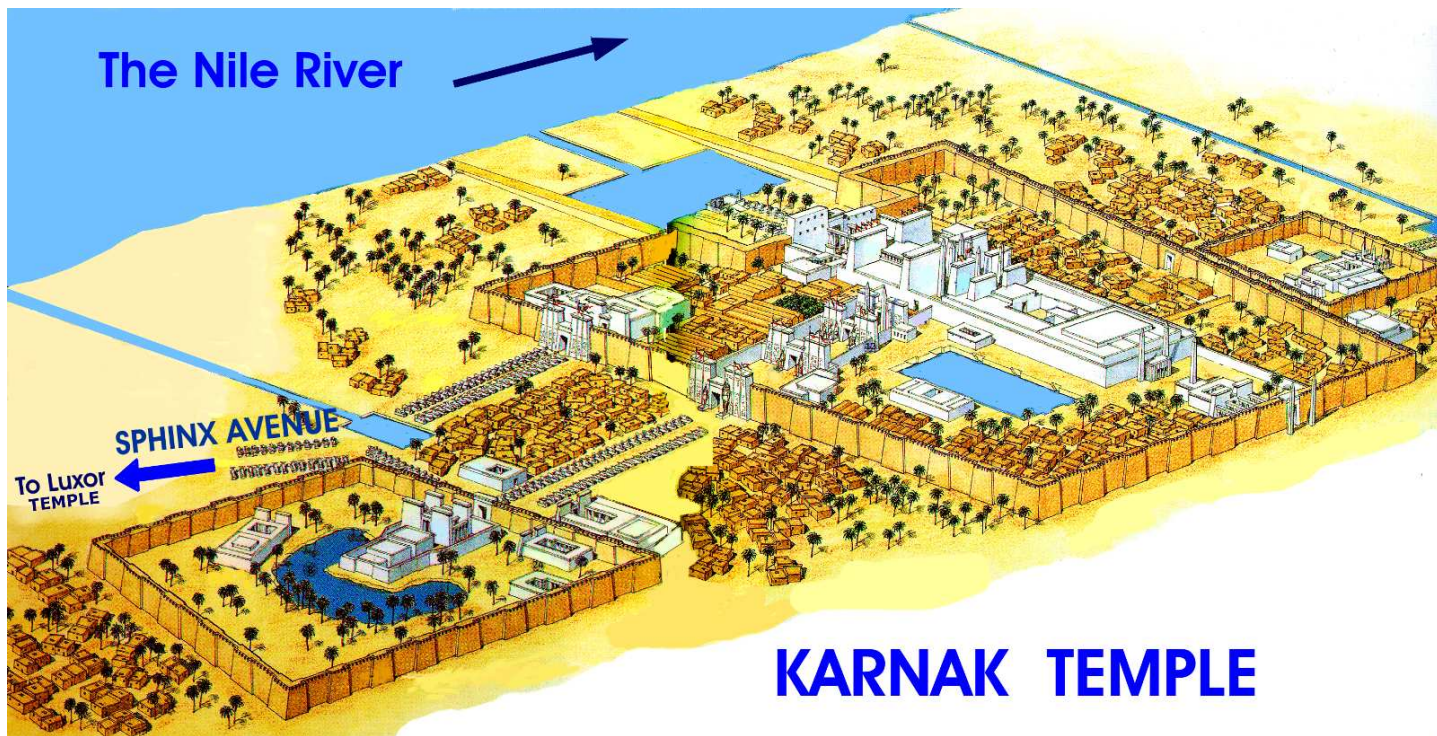 The Nile River
SPHINX AVENUE
To Luxor
TEMPLE
KARNAK TEMPLE